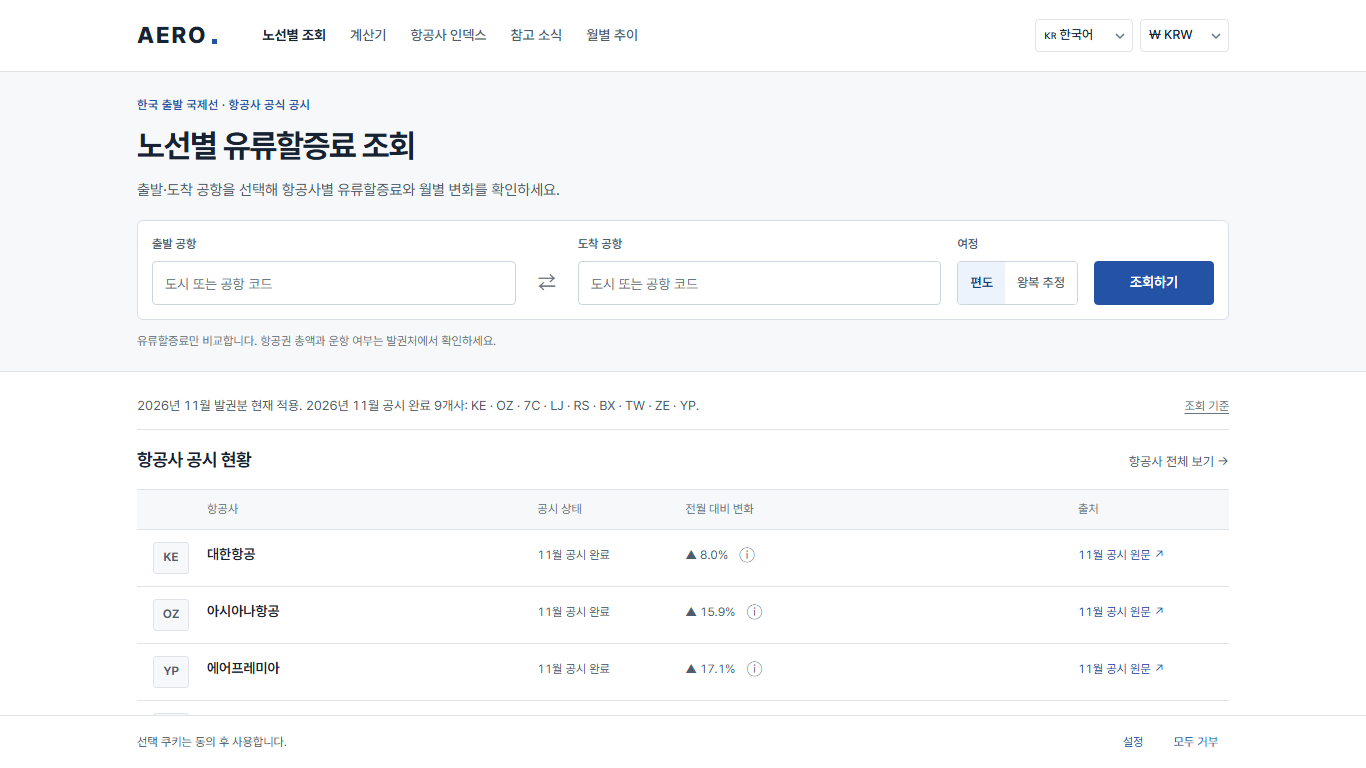 AERO.
노선별 조회 계산기 항공사 인덱스 참고 소식 월별 추이
KR 한국어 ₩ KRW
한국 출발 국제선 · 항공사 공식 공시
노선별 유류할증료 조회
출발·도착 공항을 선택해 항공사별 유류할증료와 월별 변화를 확인하세요.
출발 공항 도착 공항 여정
도시 또는 공항 코드 ⇄ 도시 또는 공항 코드 편도 왕복 추정 조회하기
유류할증료만 비교합니다. 항공권 총액과 운항 여부는 발권처에서 확인하세요.
2026년 11월 발권분 현재 적용. 2026년 11월 공시 완료 9개사: KE · OZ · 7C · LJ · RS · BX · TW · ZE · YP. 조회 기준
항공사 공시 현황 항공사 전체 보기 →
항공사 공시 상태 전월 대비 변화 출처
KE 대한항공 11월 공시 완료 ▲ 8.0% ⓘ 11월 공시 원문 ↗
OZ 아시아나항공 11월 공시 완료 ▲ 15.9% ⓘ 11월 공시 원문 ↗
YP 에어프레미아 11월 공시 완료 ▲ 17.1% ⓘ 11월 공시 원문 ↗
선택 쿠키는 동의 후 사용합니다. 설정 모두 거부